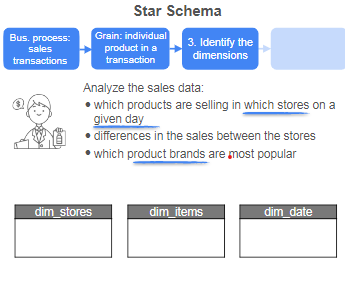 Star Schema
Bus. process:
sales
transactions
Grain: individual
product in a
transaction
3. Identify the
dimensions
Analyze the sales data:
• which products are selling in which stores on a
given day
• differences in the sales between the stores
• which product brands are most popular
dim_stores
dim_items
dim_date